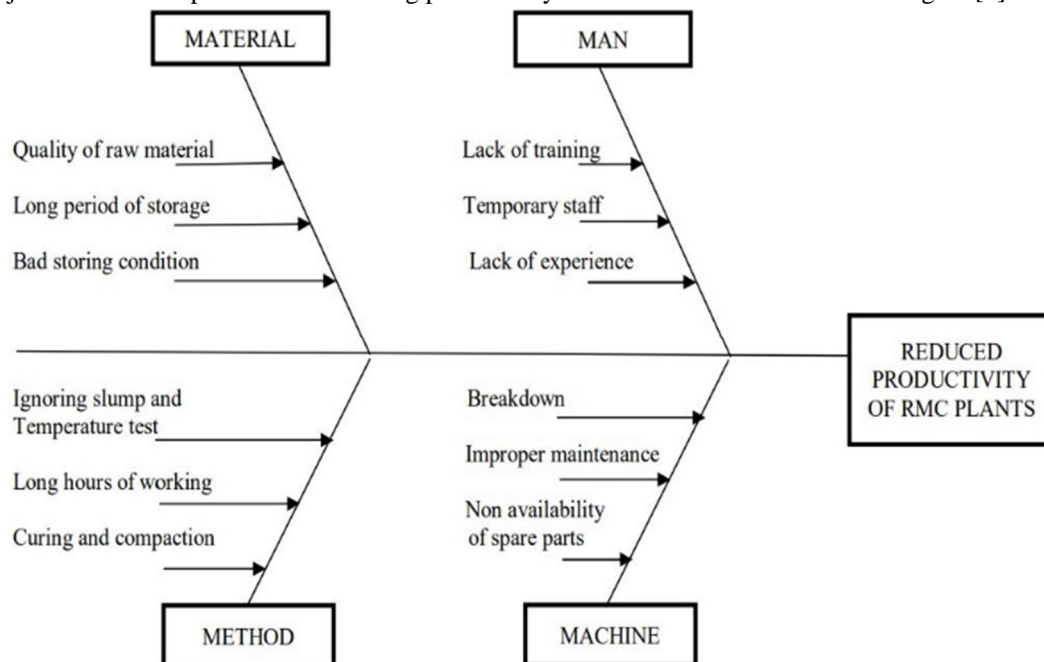 MATERIAL
MAN
Quality of raw material
Long period of storage
Bad storing condition
Lack of training
Temporary staff
Lack of experience
REDUCED
PRODUCTIVITY
OF RMC PLANTS
Ignoring slump and
Temperature test
Long hours of working
Curing and compaction
Breakdown
Improper maintenance
Non availability
of spare parts
METHOD
MACHINE